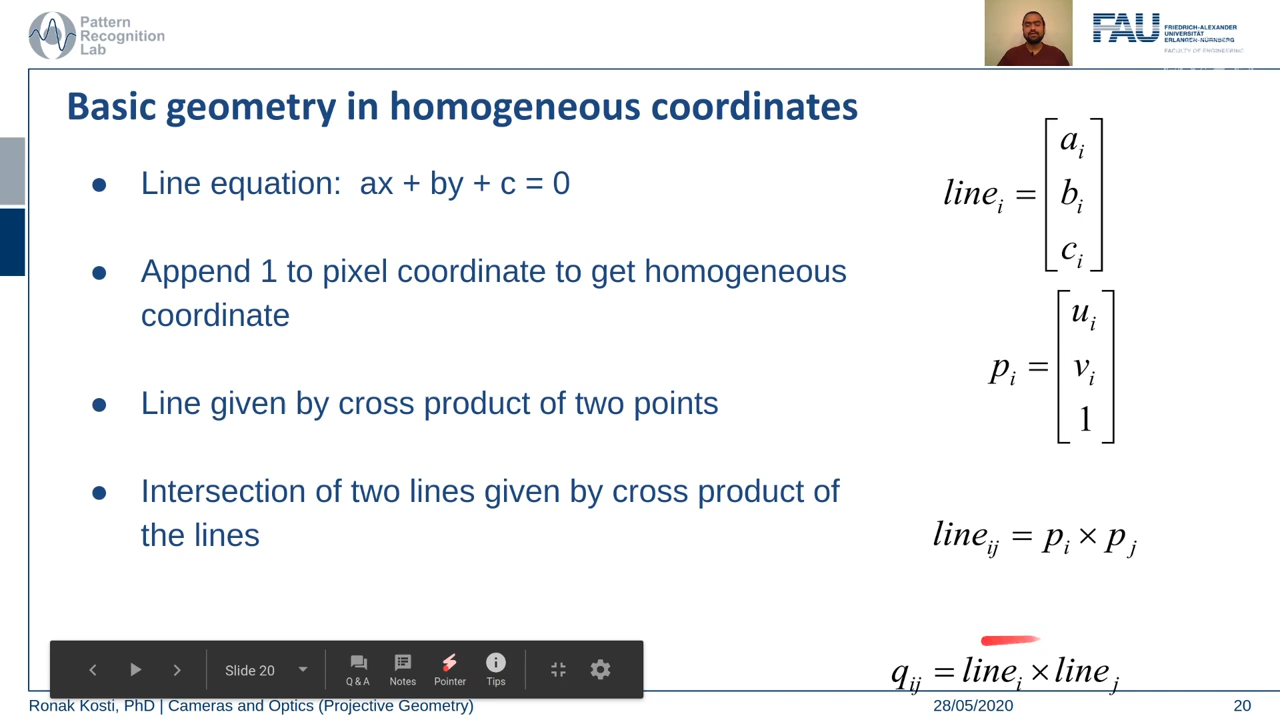 Pattern
Recognition
Lab
FAU
FRIEDRICH-ALEXANDER
UNIVERSITÄT
ERLANGEN-NÜRNBERG
FACULTY OF ENGINEERING
Basic geometry in homogeneous coordinates
● Line equation: ax + by + c = 0
● Append 1 to pixel coordinate to get homogeneous
coordinate
● Line given by cross product of two points
● Intersection of two lines given by cross product of
the lines
line_i = [a_i b_i c_i]
p_i = [u_i v_i 1]
line_ij = p_i × p_j
q_ij = line_i × line_j
Slide 20
Q & A
Notes
Pointer
Tips
Ronak Kosti, PhD | Cameras and Optics (Projective Geometry)
28/05/2020
20